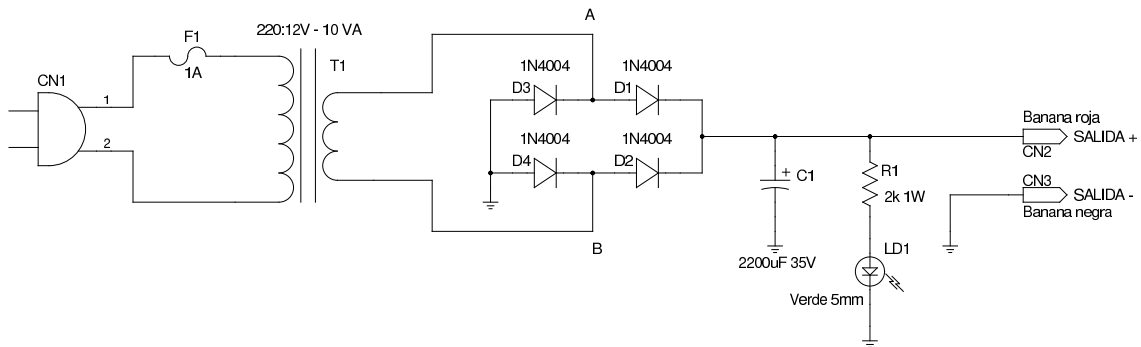 A
220:12V - 10 VA
F1
1A
T1
CN1
1
2
1N4004
1N4004
D3
D1
1N4004
1N4004
D4
D2
B
Banana roja
SALIDA +
CN2
CN3
SALIDA -
Banana negra
+
C1
2200uF 35V
R1
2k 1W
LD1
Verde 5mm